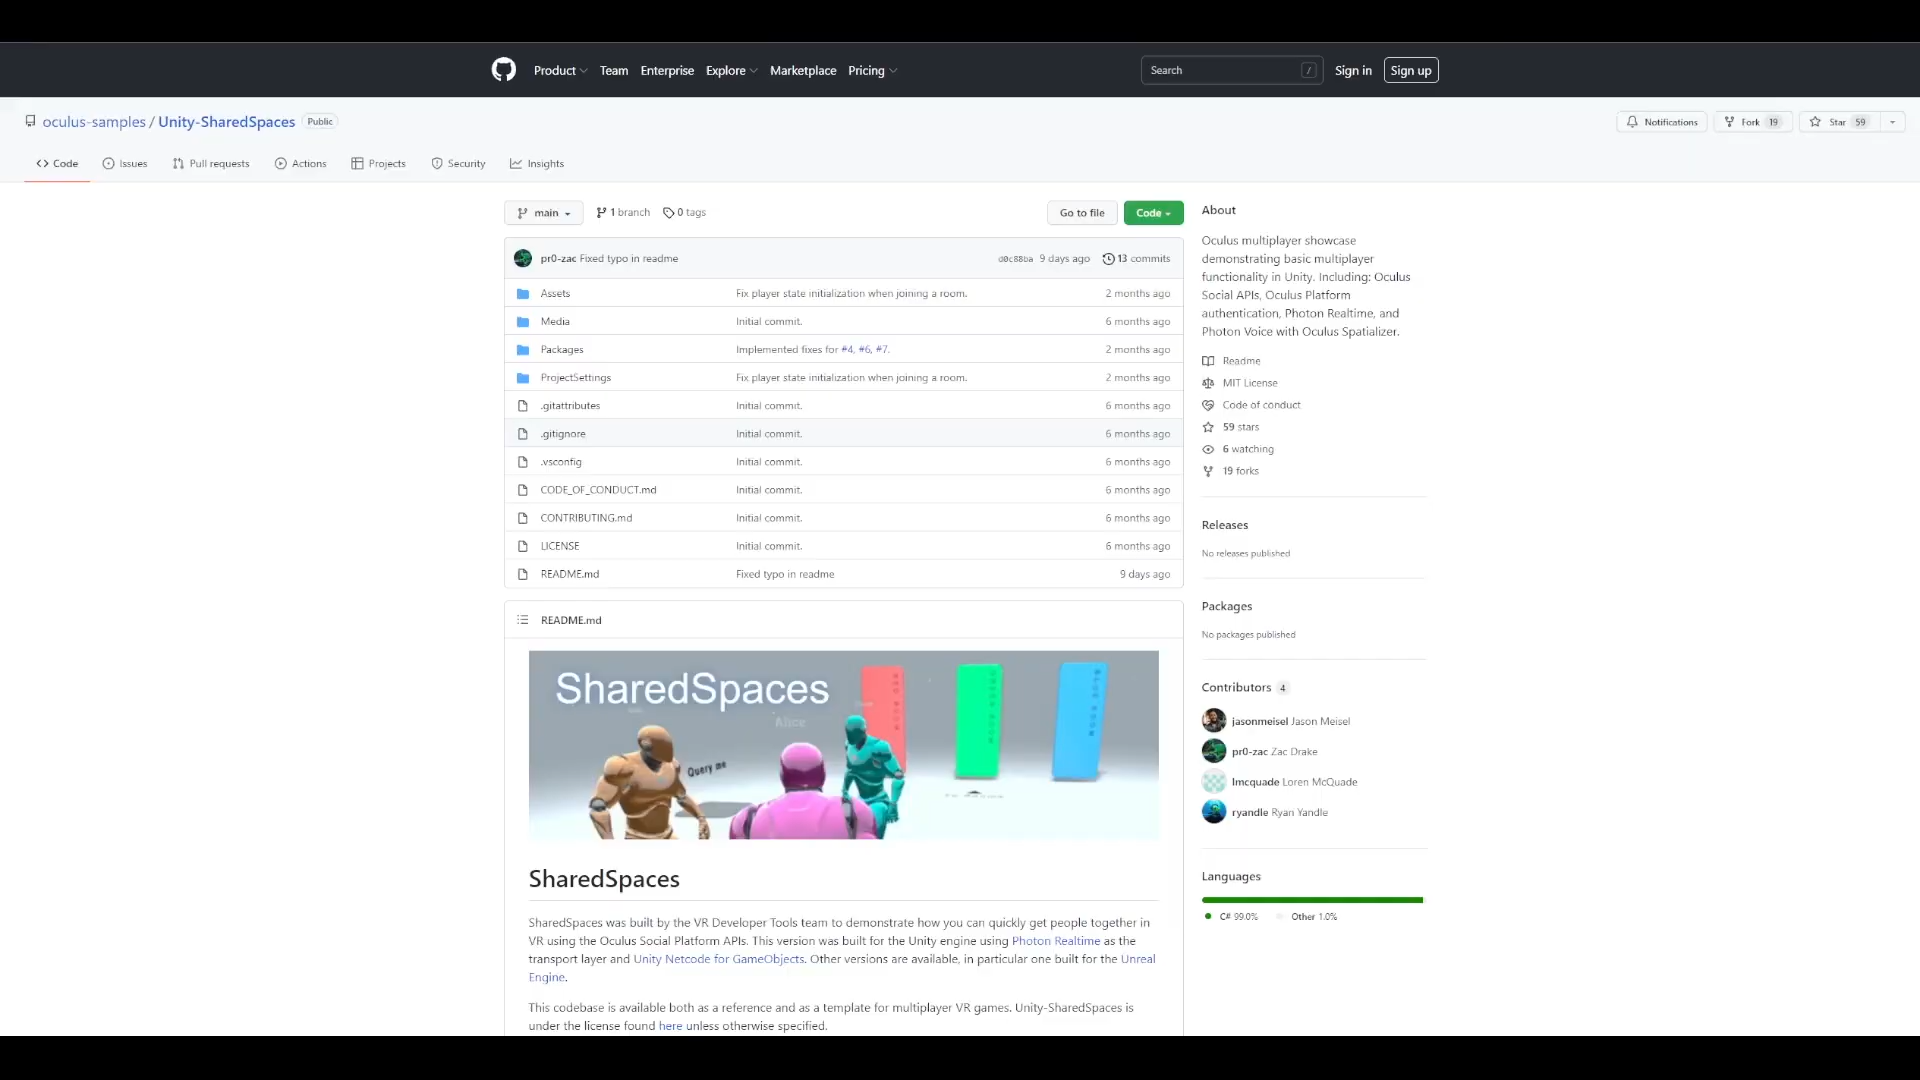 Product Team Enterprise Explore Marketplace Pricing Search / Sign in Sign up
oculus-samples / Unity-SharedSpaces Public Notifications Fork 19 Star 59
Code Issues Pull requests Actions Projects Security Insights
main 1 branch 0 tags Go to file Code
pr0-zac Fixed typo in readme d0c88ba 9 days ago 13 commits
Assets Fix player state initialization when joining a room. 2 months ago
Media Initial commit. 6 months ago
Packages Implemented fixes for #4, #6, #7. 2 months ago
ProjectSettings Fix player state initialization when joining a room. 2 months ago
.gitattributes Initial commit. 6 months ago
.gitignore Initial commit. 6 months ago
.vsconfig Initial commit. 6 months ago
CODE_OF_CONDUCT.md Initial commit. 6 months ago
CONTRIBUTING.md Initial commit. 6 months ago
LICENSE Initial commit. 6 months ago
README.md Fixed typo in readme 9 days ago
README.md
SharedSpaces
Alice
Query me
SharedSpaces
SharedSpaces was built by the VR Developer Tools team to demonstrate how you can quickly get people together in
VR using the Oculus Social Platform APIs. This version was built for the Unity engine using Photon Realtime as the
transport layer and Unity Netcode for GameObjects. Other versions are available, in particular one built for the Unreal
Engine.
This codebase is available both as a reference and as a template for multiplayer VR games. Unity-SharedSpaces is
under the license found here unless otherwise specified.
About
Oculus multiplayer showcase
demonstrating basic multiplayer
functionality in Unity. Including: Oculus
Social APIs, Oculus Platform
authentication, Photon Realtime, and
Photon Voice with Oculus Spatializer.
Readme
MIT License
Code of conduct
59 stars
6 watching
19 forks
Releases
No releases published
Packages
No packages published
Contributors 4
jasonmeisel Jason Meisel
pr0-zac Zac Drake
lmcquade Loren McQuade
ryandle Ryan Yandle
Languages
C# 99.0% Other 1.0%